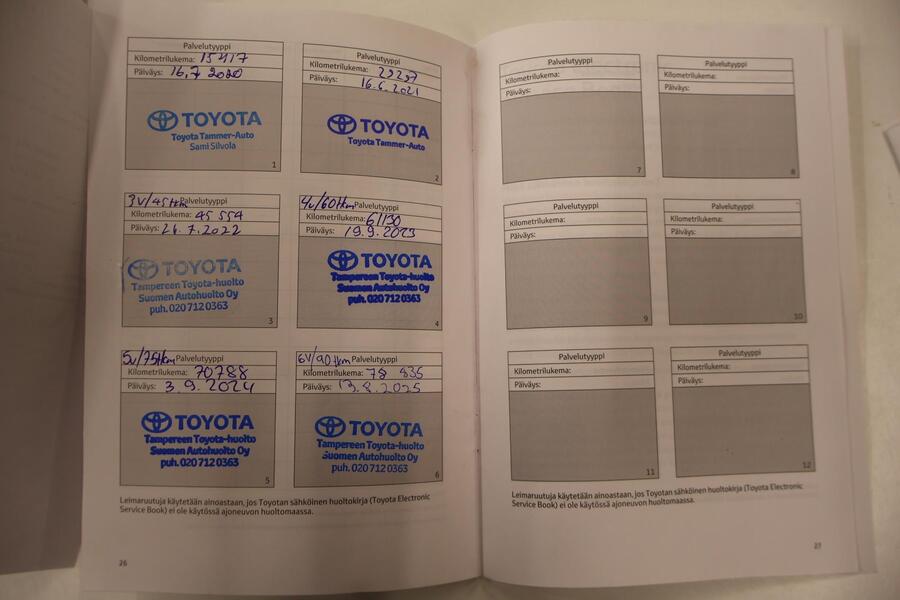 Palvelutyyppi
Kilometrilukema: 15417
Päiväys: 16,7 2020
TOYOTA
Toyota Tammer-Auto
Sami Silvola
1
Palvelutyyppi
Kilometrilukema:
Päiväys: 16.6.2021
TOYOTA
Toyota Tammer-Auto
2
3V/45tkm Palvelutyyppi
Kilometrilukema: 45 554
Päiväys: 7.2022
TOYOTA
Tampereen Toyota-huolto
Suomen Autohuolto Oy
puh. 020 712 0363
3
4v/60tkm Palvelutyyppi
Kilometrilukema: 61130
Päiväys: 19.9.2023
TOYOTA
Tampereen Toyota-huolto
Suomen Autohuolto Oy
puh. 020 712 0363
4
5v/75tkm Palvelutyyppi
Kilometrilukema: 70788
Päiväys: 3.9.2024
TOYOTA
Tampereen Toyota-huolto
Suomen Autohuolto Oy
puh. 020 712 0363
5
6V/90tkm Palvelutyyppi
Kilometrilukema: 78 835
Päiväys: 13.8.2025
TOYOTA
Tampereen Toyota-huolto
Suomen Autohuolto Oy
puh. 020 712 0363
6
Leimaruutuja käytetään ainoastaan, jos Toyotan sähköinen huoltokirja (Toyota Electronic
Service Book) ei ole käytössä ajoneuvon huoltomaassa.
26
Palvelutyyppi
Kilometrilukema:
Päiväys:
7
Palvelutyyppi
Kilometrilukema:
Päiväys:
8
Palvelutyyppi
Kilometrilukema:
Päiväys:
9
Palvelutyyppi
Kilometrilukema:
Päiväys:
10
Palvelutyyppi
Kilometrilukema:
Päiväys:
11
Palvelutyyppi
Kilometrilukema:
Päiväys:
12
Leimaruutuja käytetään ainoastaan, jos Toyotan sähköinen huoltokirja (Toyota Electronic
Service Book) ei ole käytössä ajoneuvon huoltomaassa.
27